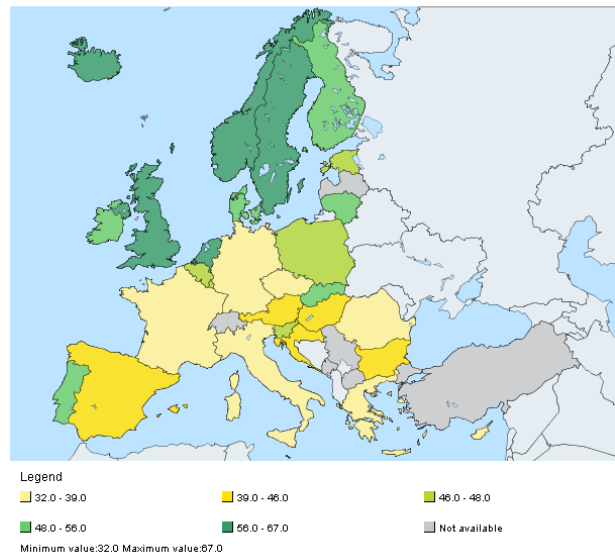 Legend
32.0 - 39.0
39.0 - 46.0
46.0 - 48.0
48.0 - 56.0
56.0 - 67.0
Not available
Minimum value:32.0 Maximum value:67.0